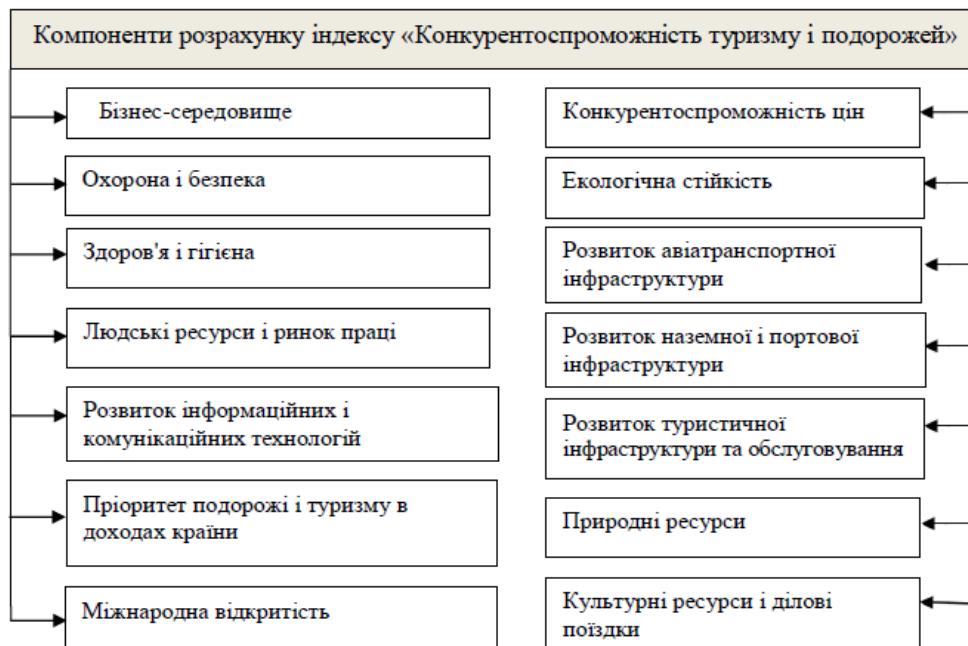 Компоненти розрахунку індексу «Конкурентоспроможність туризму і подорожей»
Бізнес-середовище
Охорона і безпека
Здоров'я і гігієна
Людські ресурси і ринок праці
Розвиток інформаційних і
комунікаційних технологій
Пріоритет подорожі і туризму в
доходах країни
Міжнародна відкритість
Конкурентоспроможність цін
Екологічна стійкість
Розвиток авіатранспортної
інфраструктури
Розвиток наземної і портової
інфраструктури
Розвиток туристичної
інфраструктури та обслуговування
Природні ресурси
Культурні ресурси і ділові
поїздки